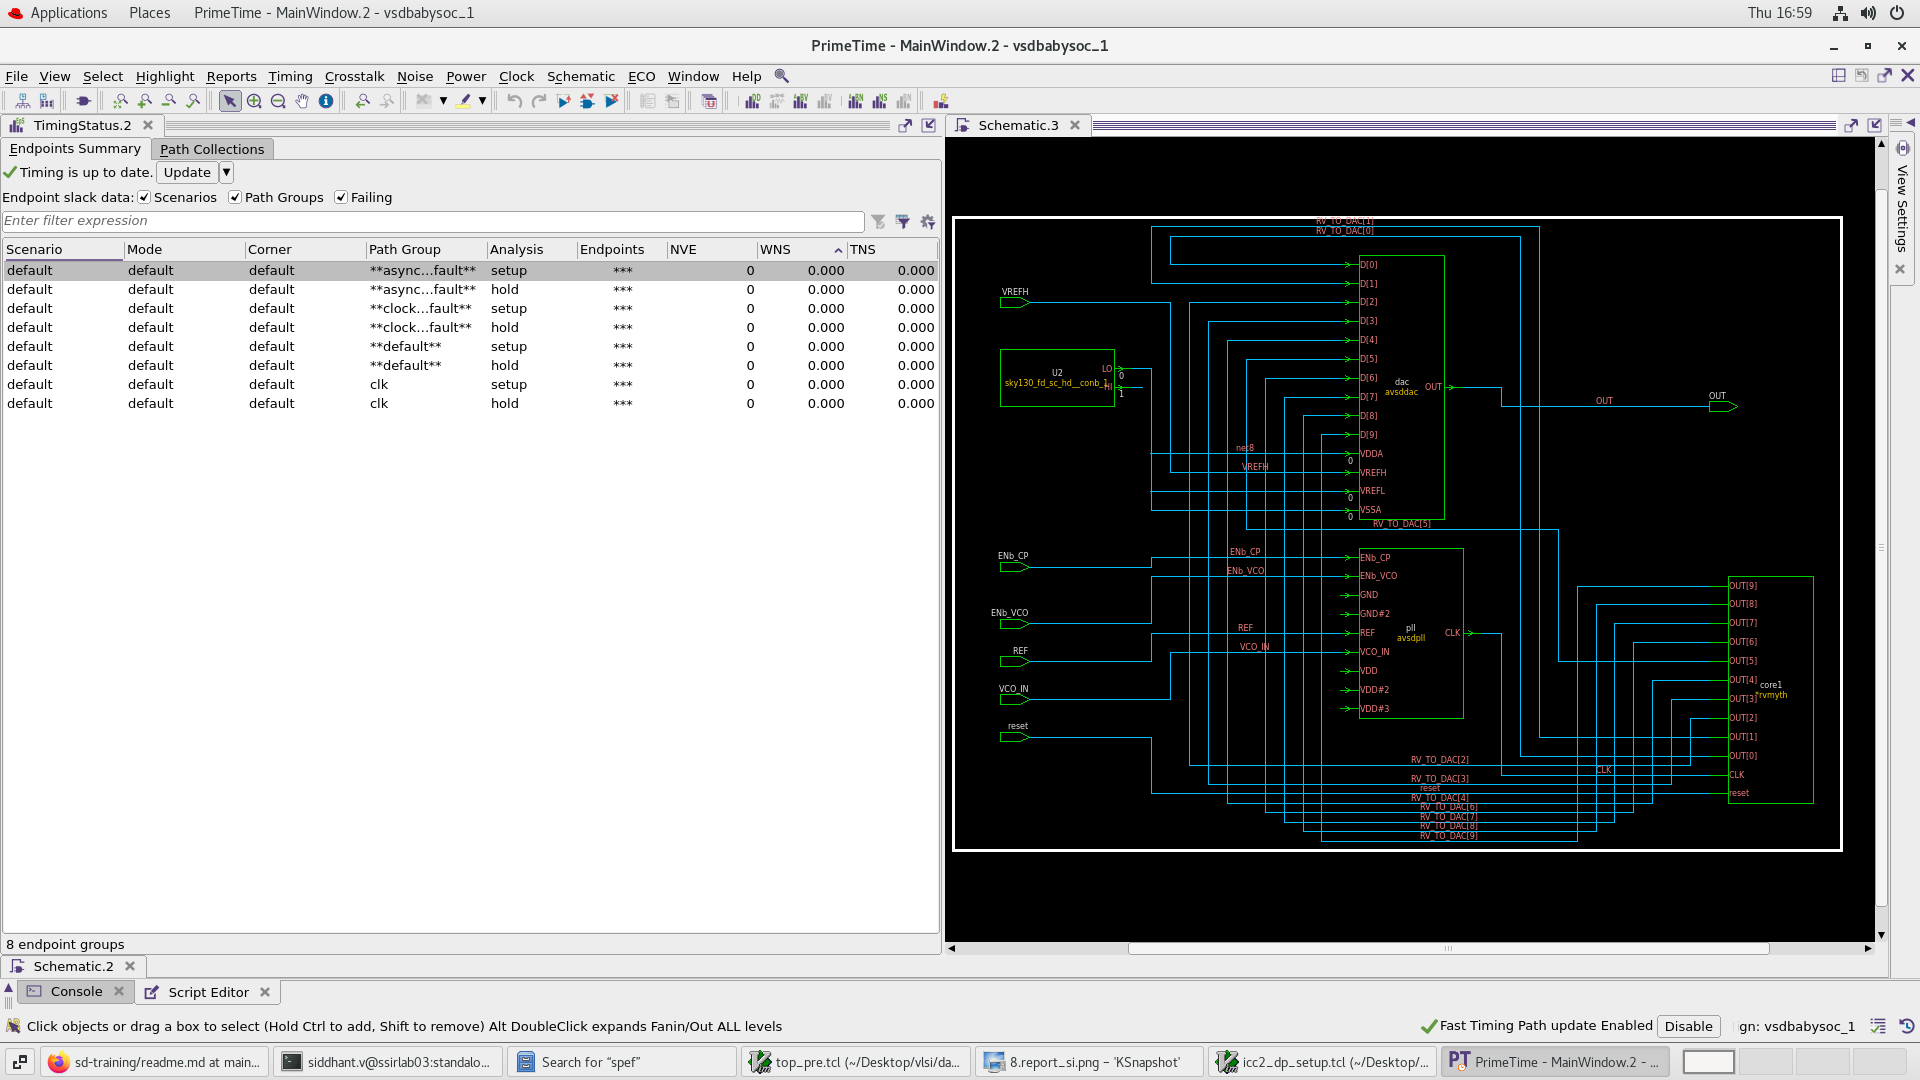 Applications Places PrimeTime - MainWindow.2 - vsdbabysoc_1 Thu 16:59
PrimeTime - MainWindow.2 - vsdbabysoc_1
File View Select Highlight Reports Timing Crosstalk Noise Power Clock Schematic ECO Window Help
TimingStatus.2
Endpoints Summary Path Collections
Timing is up to date. Update
Endpoint slack data: Scenarios Path Groups Failing
Enter filter expression
Scenario Mode Corner Path Group Analysis Endpoints NVE WNS TNS
default default default **async...fault** setup *** 0 0.000 0.000
default default default **async...fault** hold *** 0 0.000 0.000
default default default **clock...fault** setup *** 0 0.000 0.000
default default default **clock...fault** hold *** 0 0.000 0.000
default default default **default** setup *** 0 0.000 0.000
default default default **default** hold *** 0 0.000 0.000
default default default clk setup *** 0 0.000 0.000
default default default clk hold *** 0 0.000 0.000
8 endpoint groups
Schematic.3
RV_TO_DAC[1]
RV_TO_DAC[0]
VREFH
U2
sky130_fd_sc_hd__conb_1
LO
0
HI
1
D[0]
D[1]
D[2]
D[3]
D[4]
D[5]
D[6]
D[7]
D[8]
D[9]
VDDA
0
VREFH
VREFL
0
VSSA
0
dac
avsddac
OUT
OUT
OUT
net8
VREFH
RV_TO_DAC[5]
ENb_CP
ENb_VCO
REF
VCO_IN
reset
ENb_CP
ENb_VCO
REF
VCO_IN
ENb_CP
ENb_VCO
GND
GND#2
REF
VCO_IN
VDD
VDD#2
VDD#3
pll
avsdpll
CLK
OUT[9]
OUT[8]
OUT[7]
OUT[6]
OUT[5]
OUT[4]
OUT[3]
OUT[2]
OUT[1]
OUT[0]
CLK
reset
core1
*rvmyth
RV_TO_DAC[2]
CLK
RV_TO_DAC[3]
reset
RV_TO_DAC[4]
RV_TO_DAC[6]
RV_TO_DAC[7]
RV_TO_DAC[8]
RV_TO_DAC[9]
View Settings
Schematic.2
Console Script Editor
Click objects or drag a box to select (Hold Ctrl to add, Shift to remove) Alt DoubleClick expands Fanin/Out ALL levels
Fast Timing Path update Enabled Disable gn: vsdbabysoc_1
sd-training/readme.md at main... siddhant.v@ssirlab03:standalo... Search for “spef” top_pre.tcl (~/Desktop/vlsi/da... 8.report_si.png – 'KSnapshot' icc2_dp_setup.tcl (~/Desktop/... PrimeTime - MainWindow.2 - ...